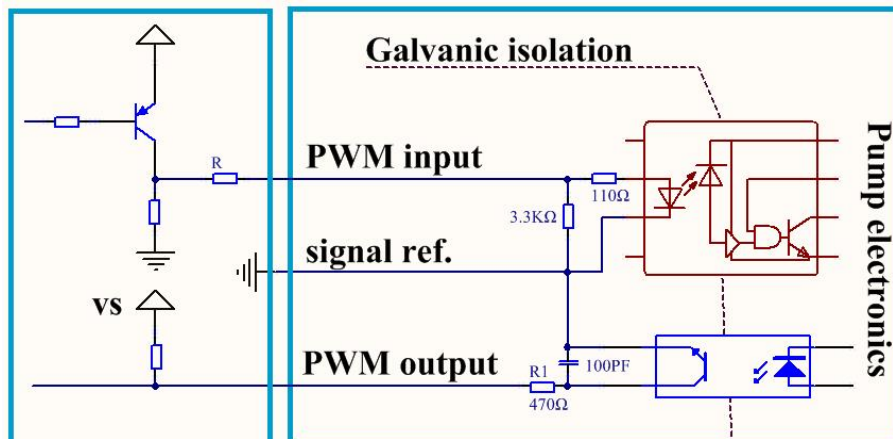 Galvanic isolation
R
PWM input
110Ω
3.3KΩ
signal ref.
vs
PWM output
R1
100PF
470Ω
Pump electronics